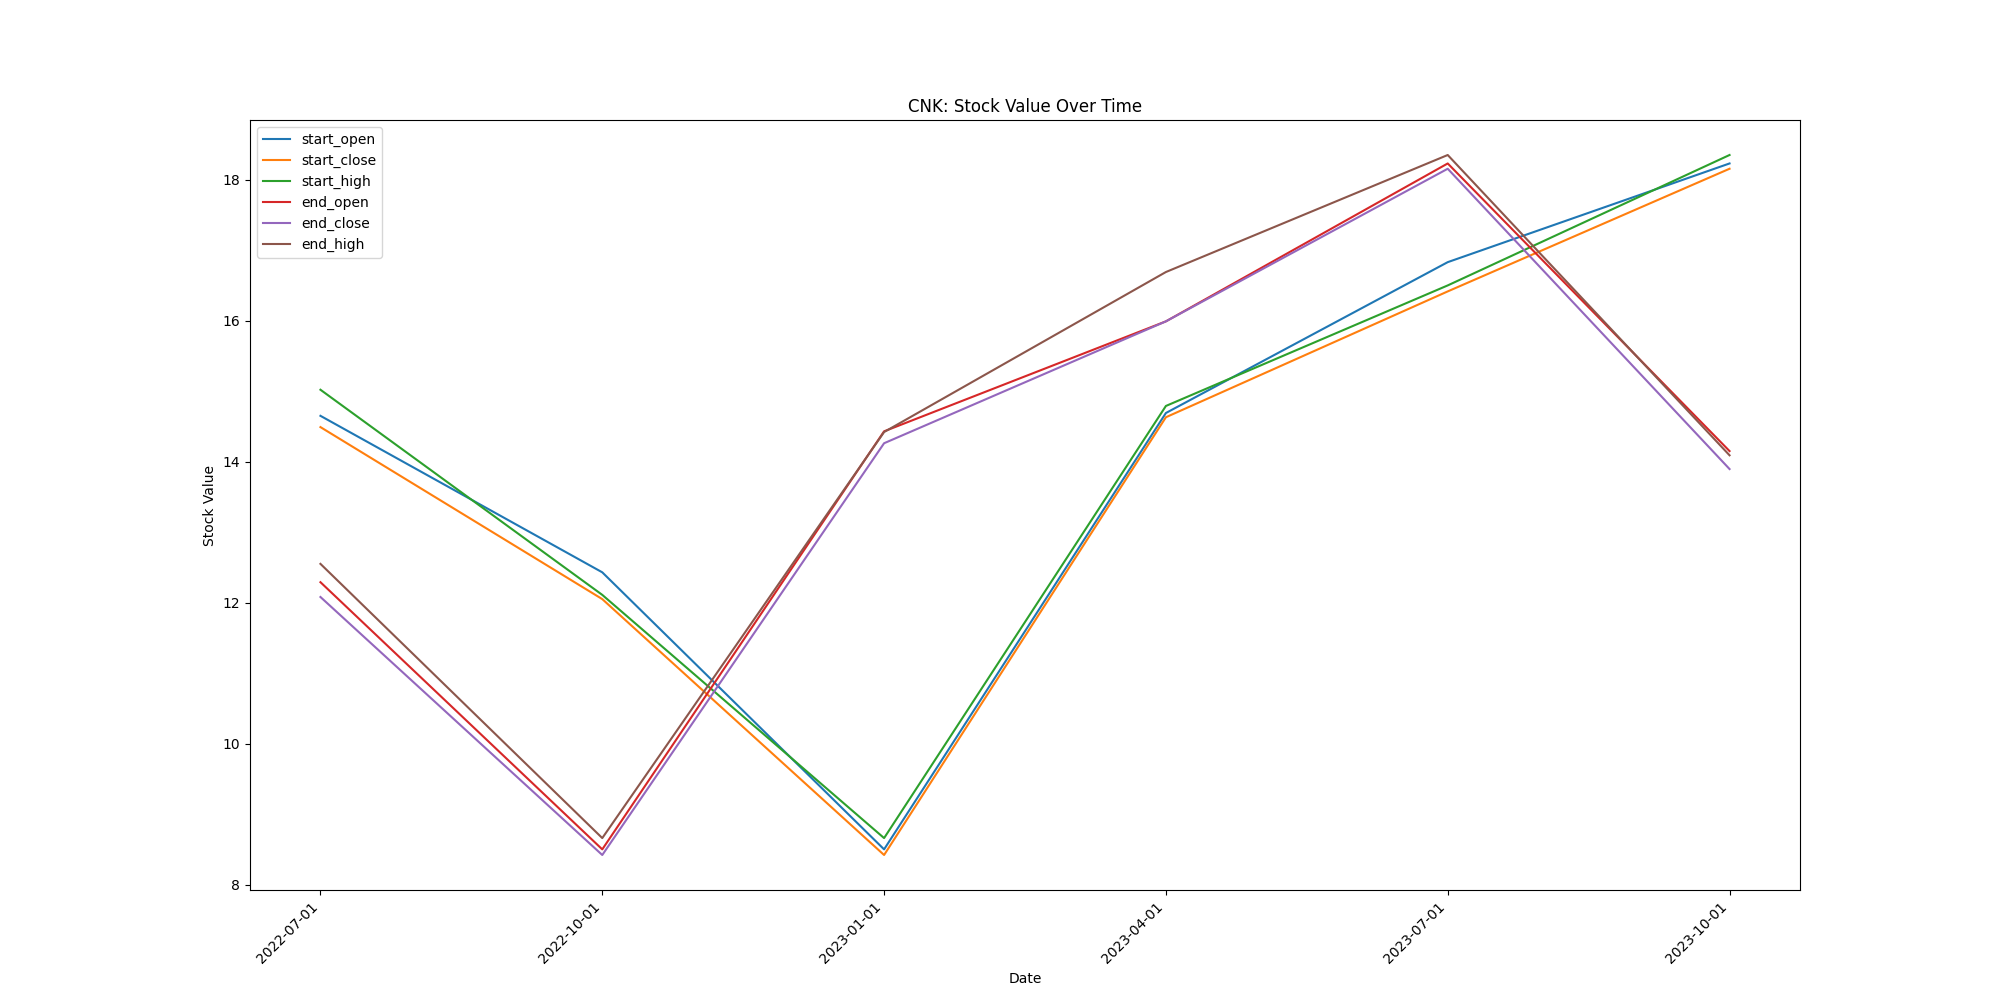 CNK: Stock Value Over Time
start_open
start_close
start_high
end_open
end_close
end_high
Stock Value
18
16
14
12
10
8
2022-07-01
2022-10-01
2023-01-01
2023-04-01
2023-07-01
2023-10-01
Date